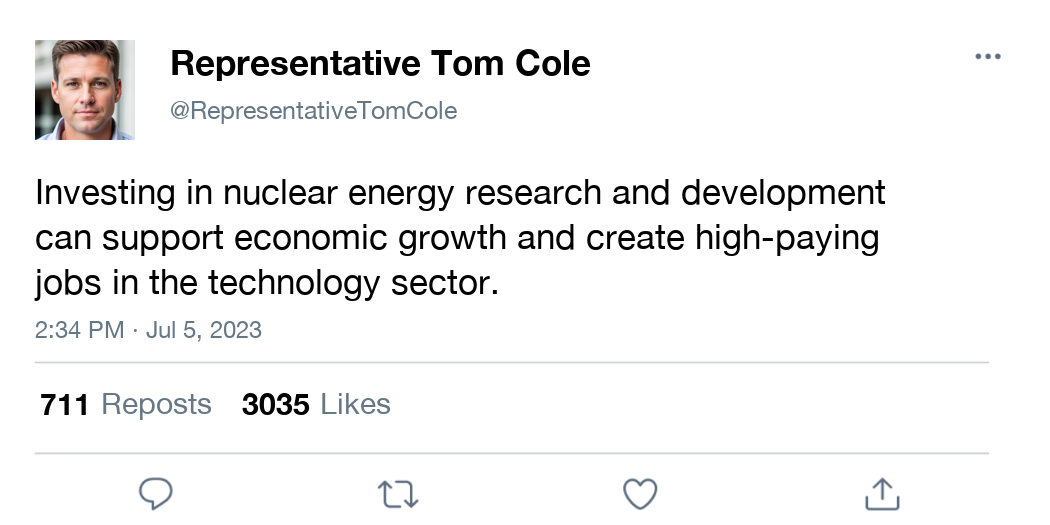 Representative Tom Cole
@RepresentativeTomCole
Investing in nuclear energy research and development
can support economic growth and create high-paying
jobs in the technology sector.
2:34 PM · Jul 5, 2023
711 Reposts 3035 Likes